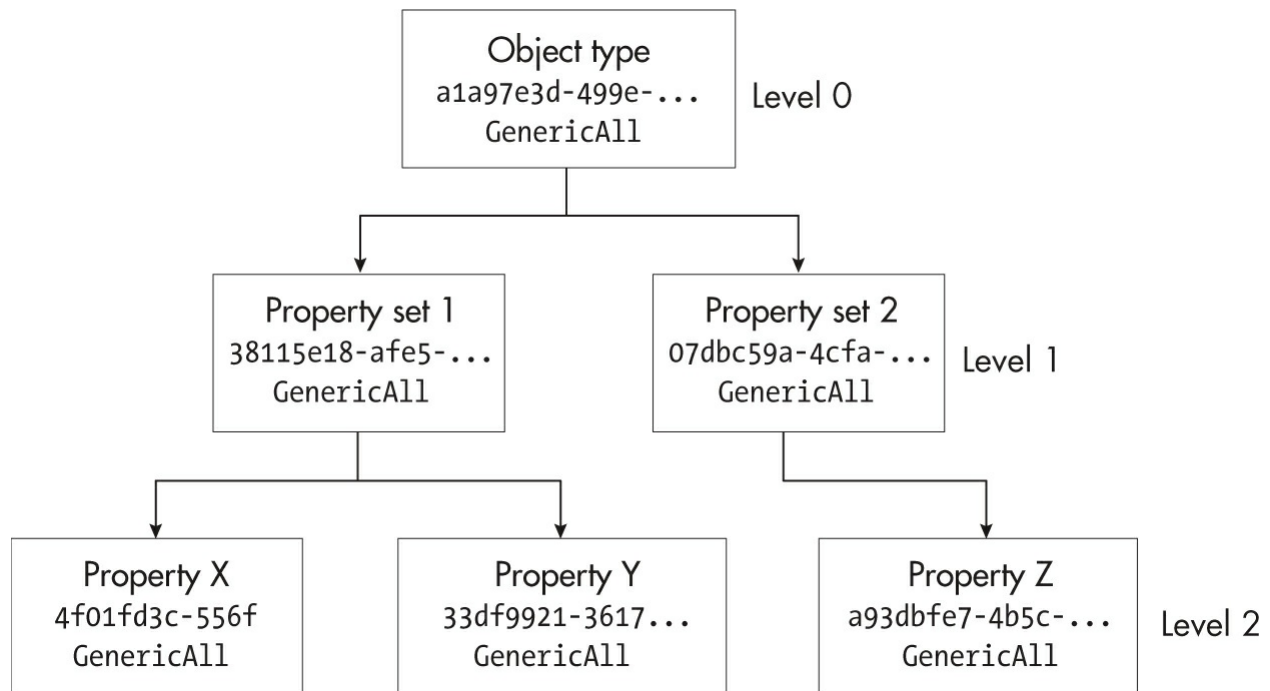 Object type
a1a97e3d-499e-...
GenericAll
Level 0
Property set 1
38115e18-afe5-...
GenericAll
Property set 2
07dbc59a-4cfa-...
GenericAll
Level 1
Property X
4f01fd3c-556f
GenericAll
Property Y
33df9921-3617...
GenericAll
Property Z
a93dbfe7-4b5c-...
GenericAll
Level 2